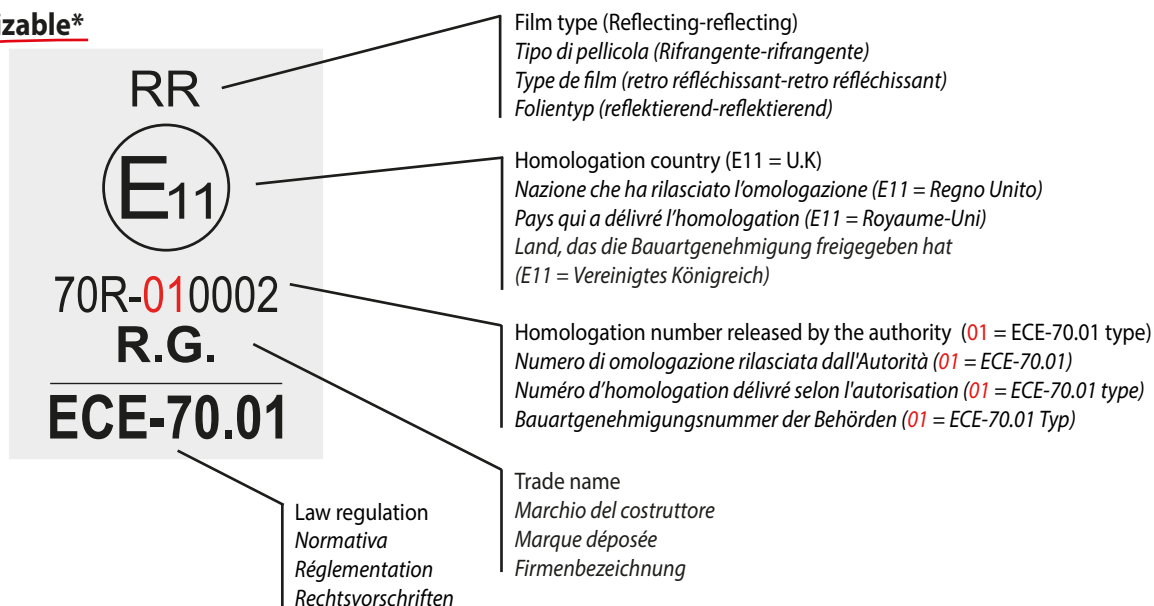 izable*
RR
E11
70R-010002
R.G.
ECE-70.01
Film type (Reflecting-reflecting)
Tipo di pellicola (Rifrangente-rifrangente)
Type de film (retro réfléchissant-retro réfléchissant)
Folientyp (reflektierend-reflektierend)
Homologation country (E11 = U.K)
Nazione che ha rilasciato l’omologazione (E11 = Regno Unito)
Pays qui a délivré l’homologation (E11 = Royaume-Uni)
Land, das die Bauartgenehmigung freigegeben hat
(E11 = Vereinigtes Königreich)
Homologation number released by the authority (01 = ECE-70.01 type)
Numero di omologazione rilasciata dall'Autorità (01 = ECE-70.01)
Numéro d’homologation délivré selon l'autorisation (01 = ECE-70.01 type)
Bauartgenehmigungsnummer der Behörden (01 = ECE-70.01 Typ)
Trade name
Marchio del costruttore
Marque déposée
Firmenbezeichnung
Law regulation
Normativa
Réglementation
Rechtsvorschriften